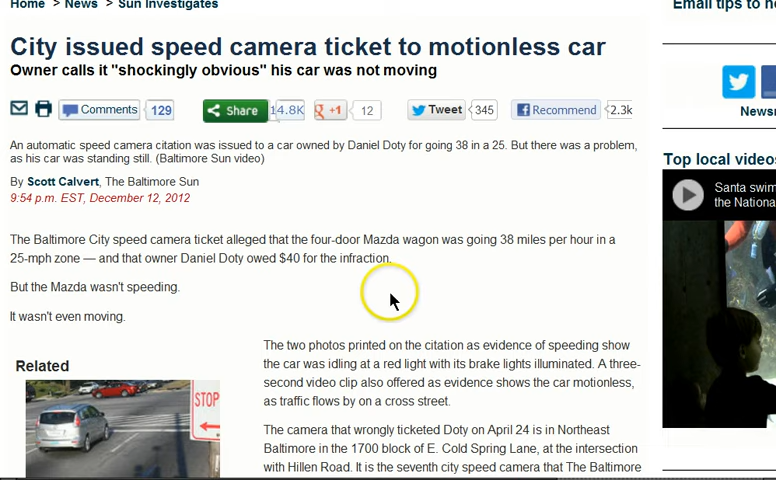 Home > News > Sun Investigates
Email tips to
City issued speed camera ticket to motionless car
Owner calls it "shockingly obvious" his car was not moving
Comments 129 Share 14.8K +1 12 Tweet 345 Recommend 2.3k
An automatic speed camera citation was issued to a car owned by Daniel Doty for going 38 in a 25. But there was a problem,
as his car was standing still. (Baltimore Sun video)
By Scott Calvert, The Baltimore Sun
9:54 p.m. EST, December 12, 2012
The Baltimore City speed camera ticket alleged that the four-door Mazda wagon was going 38 miles per hour in a
25-mph zone — and that owner Daniel Doty owed $40 for the infraction.
But the Mazda wasn't speeding.
It wasn't even moving.
Related
STOP
The two photos printed on the citation as evidence of speeding show
the car was idling at a red light with its brake lights illuminated. A three-
second video clip also offered as evidence shows the car motionless,
as traffic flows by on a cross street.
The camera that wrongly ticketed Doty on April 24 is in Northeast
Baltimore in the 1700 block of E. Cold Spring Lane, at the intersection
with Hillen Road. It is the seventh city speed camera that The Baltimore
Top local videos
Santa swim
the Nationa